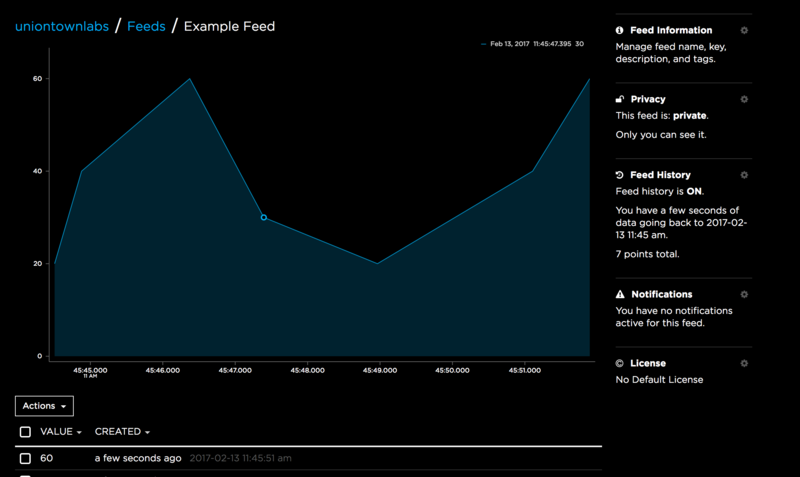 uniontownlabs / Feeds / Example Feed
Feb 13, 2017 11:45:47.395 30
60
40
20
0
45:45.000 45:46.000 45:47.000 45:48.000 45:49.000 45:50.000 45:51.000
11 AM
Actions
VALUE CREATED
60 a few seconds ago 2017-02-13 11:45:51 am
Feed Information
Manage feed name, key,
description, and tags.
Privacy
This feed is: private.
Only you can see it.
Feed History
Feed history is ON.
You have a few seconds of
data going back to 2017-02-
13 11:45 am.
7 points total.
Notifications
You have no notifications
active for this feed.
License
No Default License